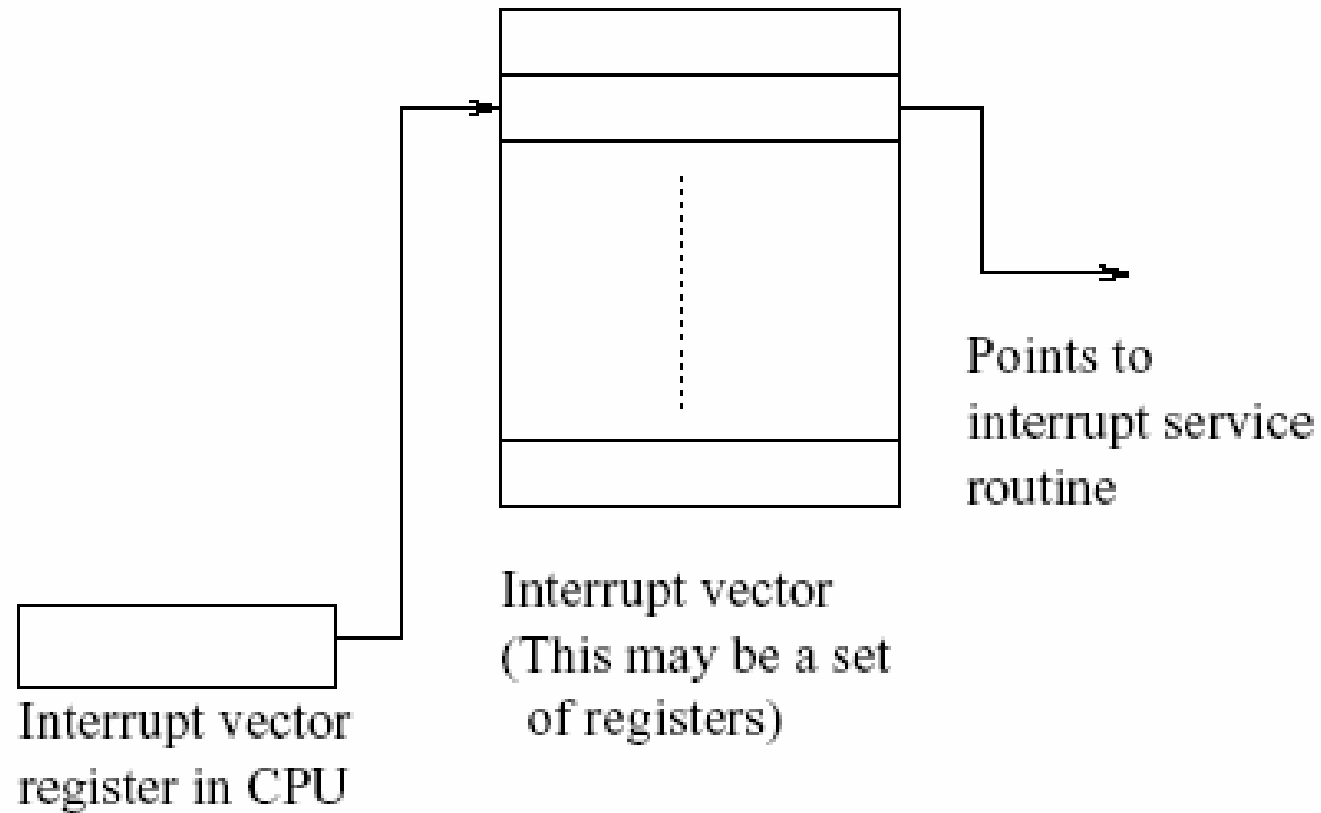 Points to
interrupt service
routine
Interrupt vector
(This may be a set
of registers)
Interrupt vector
register in CPU